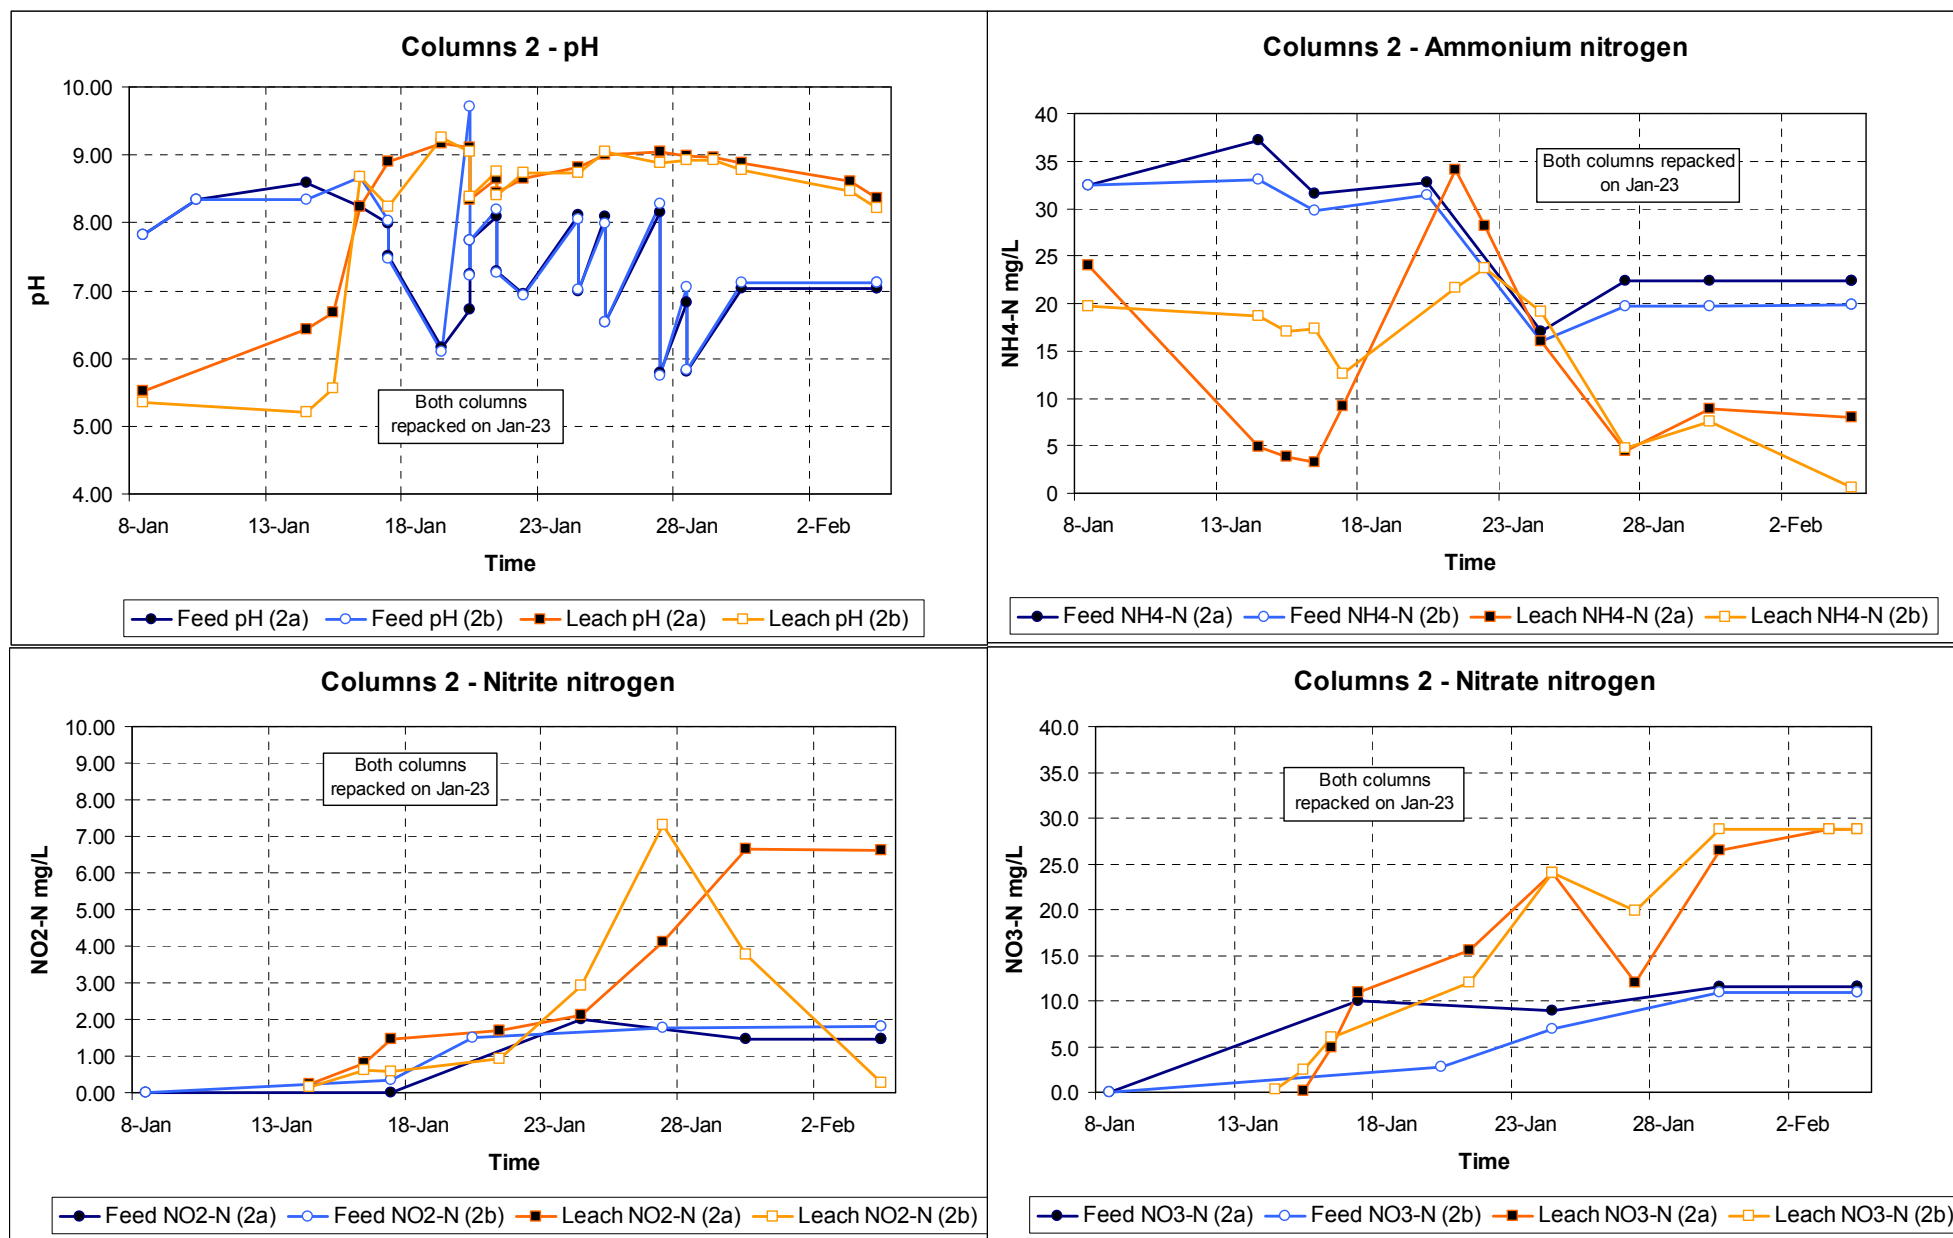 Columns 2 - pH
10.00
9.00
8.00
7.00
6.00
5.00
4.00
pH
Both columns
repacked on Jan-23
8-Jan 13-Jan 18-Jan 23-Jan 28-Jan 2-Feb
Time
Feed pH (2a) Feed pH (2b) Leach pH (2a) Leach pH (2b)
Columns 2 - Ammonium nitrogen
40
35
30
25
20
15
10
5
0
NH4-N mg/L
Both columns repacked
on Jan-23
8-Jan 13-Jan 18-Jan 23-Jan 28-Jan 2-Feb
Time
Feed NH4-N (2a) Feed NH4-N (2b) Leach NH4-N (2a) Leach NH4-N (2b)
Columns 2 - Nitrite nitrogen
10.00
9.00
8.00
7.00
6.00
5.00
4.00
3.00
2.00
1.00
0.00
NO2-N mg/L
Both columns
repacked on Jan-23
8-Jan 13-Jan 18-Jan 23-Jan 28-Jan 2-Feb
Time
Feed NO2-N (2a) Feed NO2-N (2b) Leach NO2-N (2a) Leach NO2-N (2b)
Columns 2 - Nitrate nitrogen
40.0
35.0
30.0
25.0
20.0
15.0
10.0
5.0
0.0
NO3-N mg/L
Both columns
repacked on Jan-23
8-Jan 13-Jan 18-Jan 23-Jan 28-Jan 2-Feb
Time
Feed NO3-N (2a) Feed NO3-N (2b) Leach NO3-N (2a) Leach NO3-N (2b)